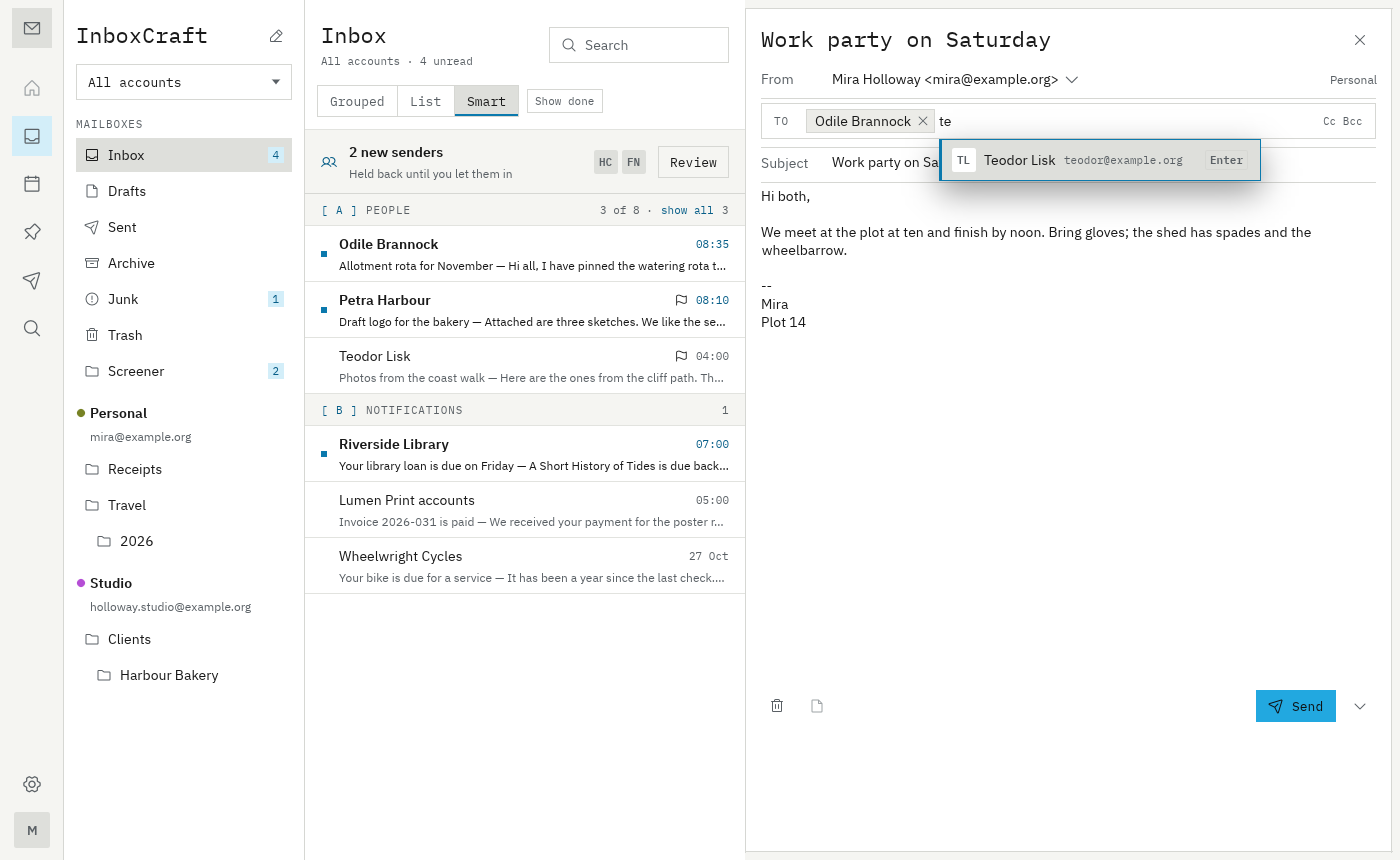 InboxCraft
All accounts
MAILBOXES
Inbox 4
Drafts
Sent
Archive
Junk 1
Trash
Screener 2
Personal
mira@example.org
Receipts
Travel
2026
Studio
holloway.studio@example.org
Clients
Harbour Bakery
M
Inbox
All accounts · 4 unread
Search
Grouped List Smart Show done
2 new senders
Held back until you let them in
HC FN Review
[ A ] PEOPLE 3 of 8 · show all 3
Odile Brannock 08:35
Allotment rota for November — Hi all, I have pinned the watering rota t…
Petra Harbour 08:10
Draft logo for the bakery — Attached are three sketches. We like the se…
Teodor Lisk 04:00
Photos from the coast walk — Here are the ones from the cliff path. Th…
[ B ] NOTIFICATIONS 1
Riverside Library 07:00
Your library loan is due on Friday — A Short History of Tides is due back…
Lumen Print accounts 05:00
Invoice 2026-031 is paid — We received your payment for the poster r…
Wheelwright Cycles 27 Oct
Your bike is due for a service — It has been a year since the last check.…
Work party on Saturday
From Mira Holloway <mira@example.org> Personal
TO Odile Brannock te Cc Bcc
TL Teodor Lisk teodor@example.org Enter
Subject Work party on Sa
Hi both,
We meet at the plot at ten and finish by noon. Bring gloves; the shed has spades and the
wheelbarrow.
--
Mira
Plot 14
Send